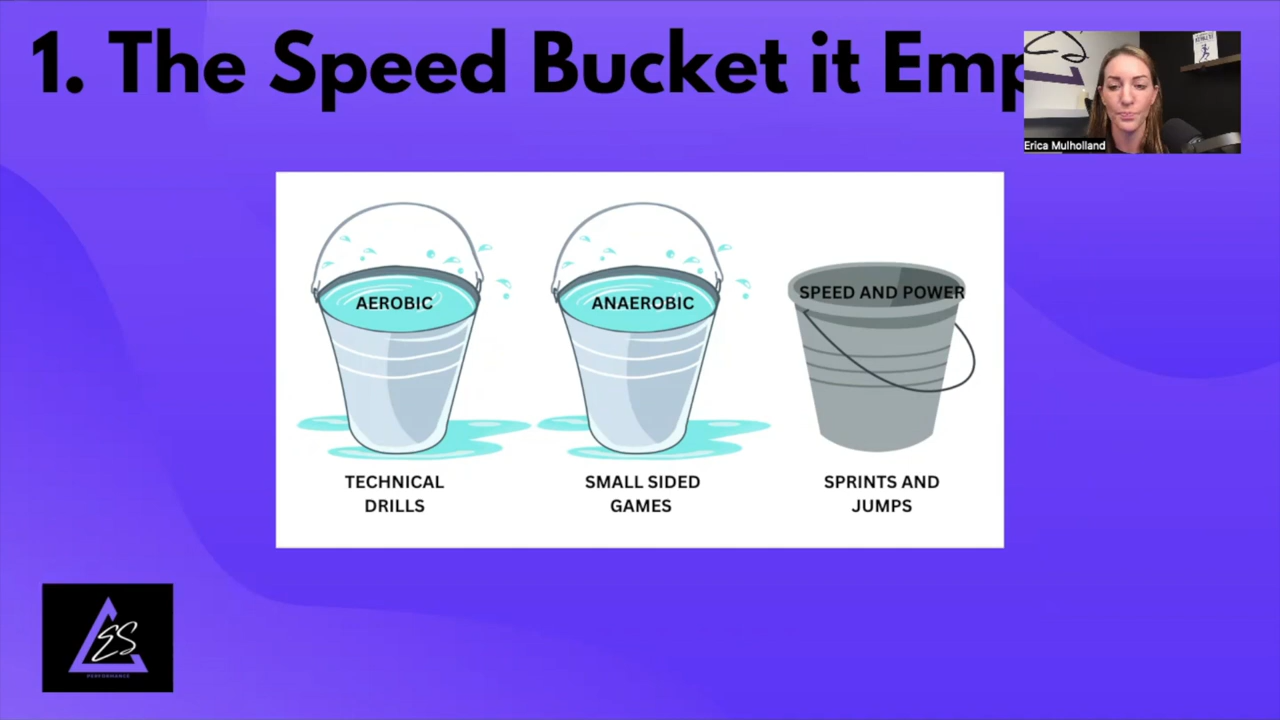 1. The Speed Bucket it Emp
Erica Mulholland
AEROBIC
ANAEROBIC
SPEED AND POWER
TECHNICAL
DRILLS
SMALL SIDED
GAMES
SPRINTS AND
JUMPS
ES
PERFORMANCE